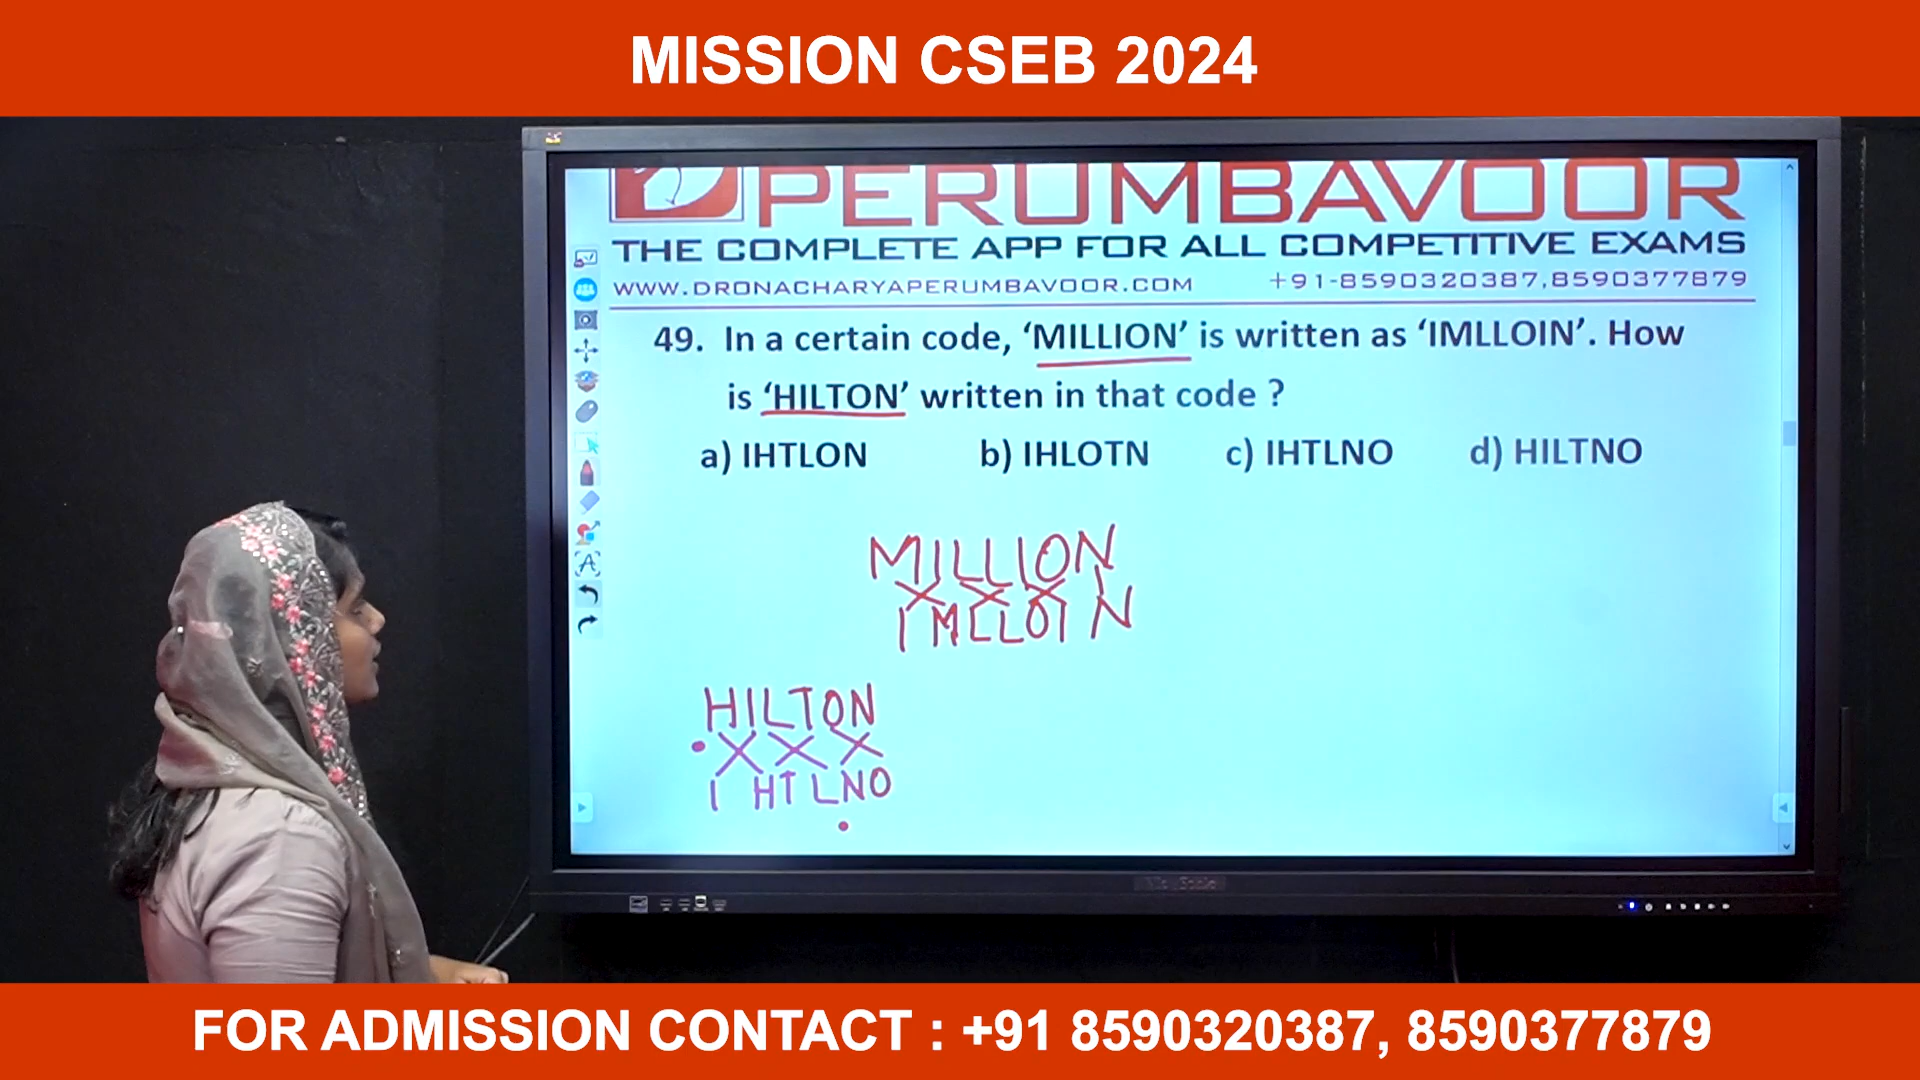 MISSION CSEB 2024
PERUMBAVOOR
THE COMPLETE APP FOR ALL COMPETITIVE EXAMS
WWW.DRONACHARYAPERUMBAVOOR.COM +91-8590320387,8590377879
49. In a certain code, ‘MILLION’ is written as ‘IMLLOIN’. How
is ‘HILTON’ written in that code ?
a) IHTLON b) IHLOTN c) IHTLNO d) HILTNO
MILLION
IMLLOIN
HILTON
IHTLNO
FOR ADMISSION CONTACT : +91 8590320387, 8590377879